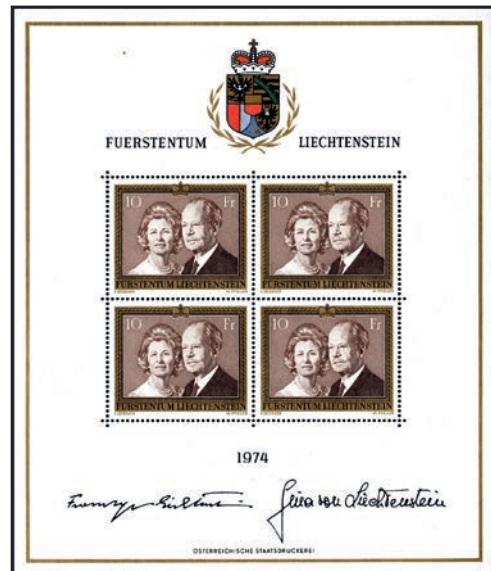 FUERSTENTUM LIECHTENSTEIN
10 Fr
FÜRSTENTUM LIECHTENSTEIN
10 Fr
FÜRSTENTUM LIECHTENSTEIN
10 Fr
FÜRSTENTUM LIECHTENSTEIN
10 Fr
FÜRSTENTUM LIECHTENSTEIN
1974
Gina von Liechtenstein
ÖSTERREICHISCHE STAATSDRUCKEREI